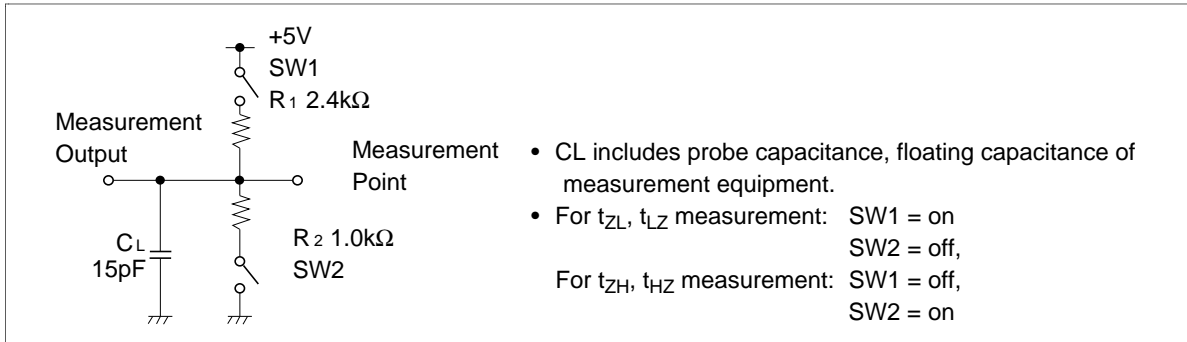 +5V
SW1
R1 2.4kΩ
Measurement
Output
Measurement
Point
CL
15pF
R2 1.0kΩ
SW2
• CL includes probe capacitance, floating capacitance of
measurement equipment.
• For tZL, tLZ measurement: SW1 = on
SW2 = off,
For tZH, tHZ measurement: SW1 = off,
SW2 = on